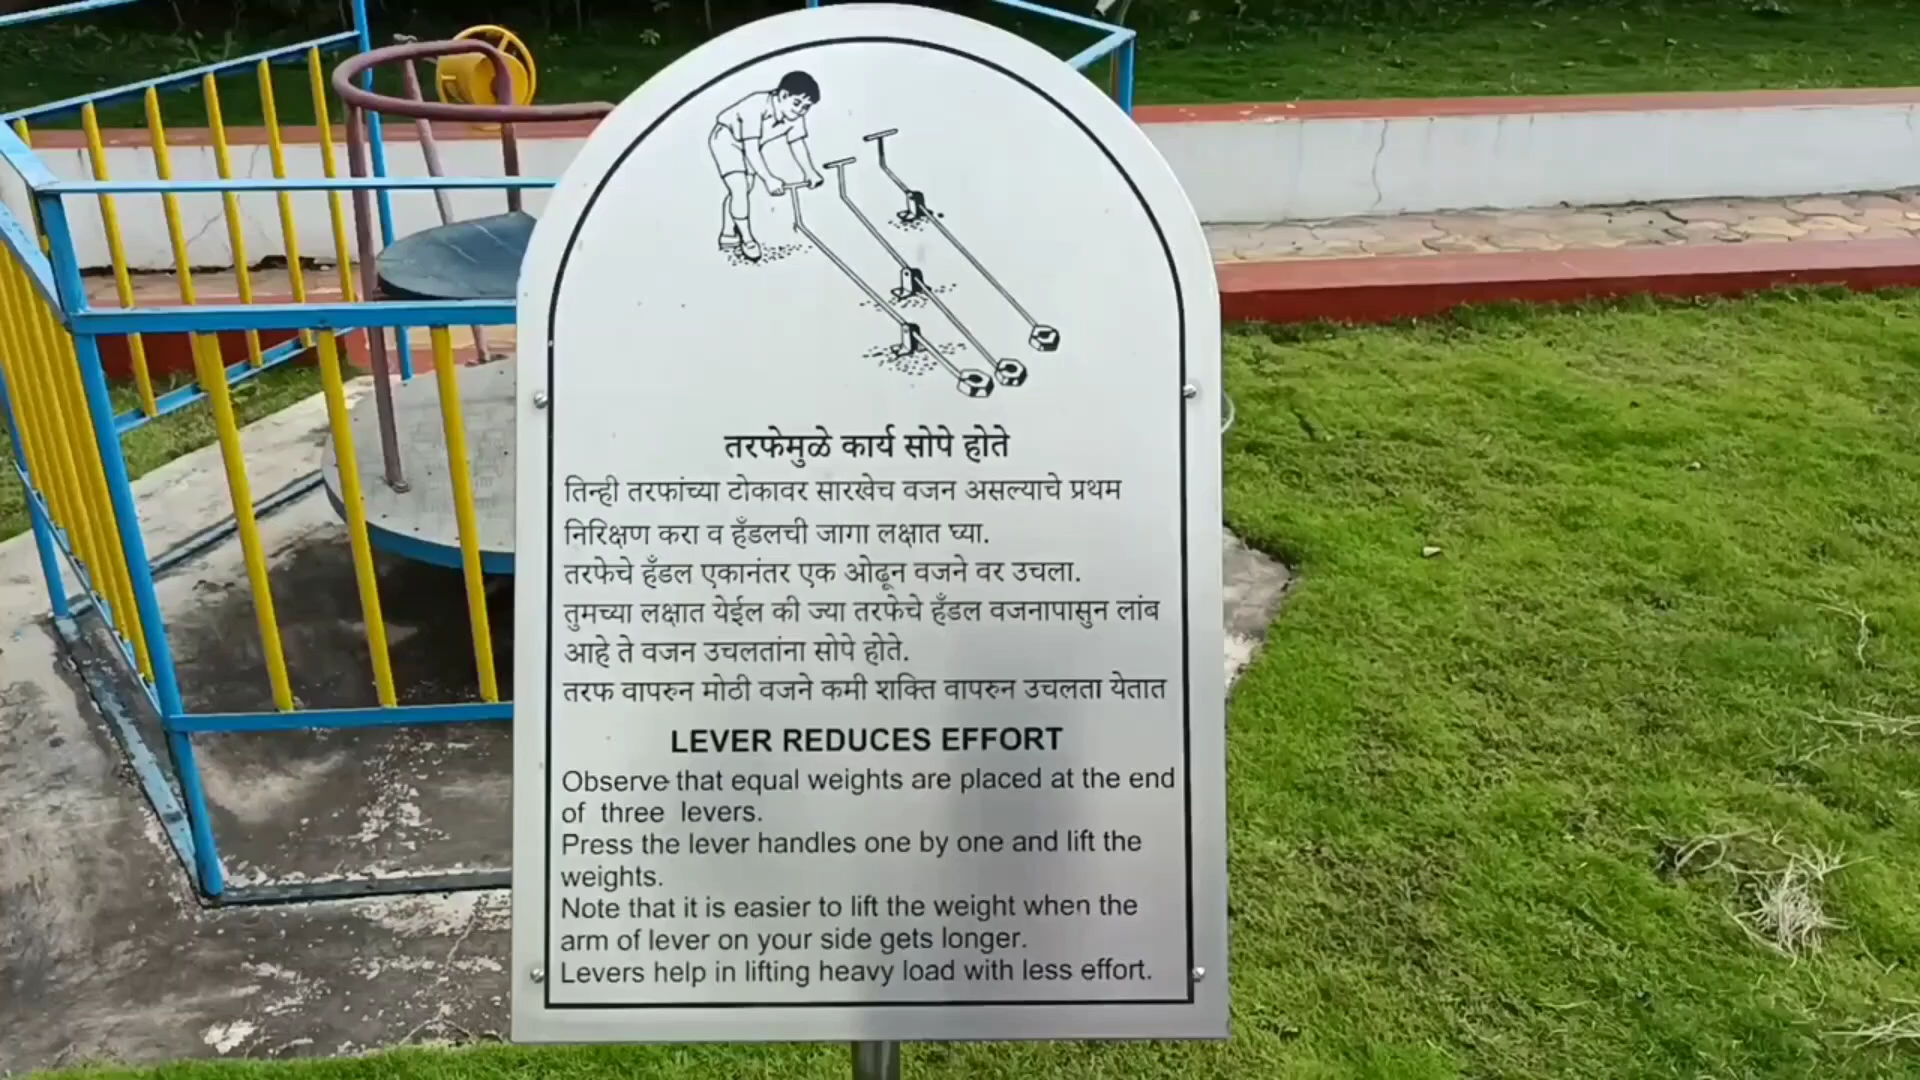 तरफेमुळे कार्य सोपे होते
तिन्ही तरफांच्या टोकावर सारखेच वजन असल्याचे प्रथम
निरिक्षण करा व हँडलची जागा लक्षात घ्या.
तरफेचे हँडल एकानंतर एक ओढून वजने वर उचला.
तुमच्या लक्षात येईल की ज्या तरफेचे हँडल वजनापासुन लांब
आहे ते वजन उचलतांना सोपे होते.
तरफ वापरुन मोठी वजने कमी शक्ति वापरुन उचलता येतात
LEVER REDUCES EFFORT
Observe that equal weights are placed at the end
of three levers.
Press the lever handles one by one and lift the
weights.
Note that it is easier to lift the weight when the
arm of lever on your side gets longer.
Levers help in lifting heavy load with less effort.